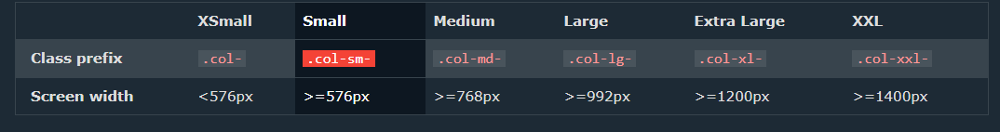 XSmall Small Medium Large Extra Large XXL
Class prefix .col- .col-sm- .col-md- .col-lg- .col-xl- .col-xxl-
Screen width <576px >=576px >=768px >=992px >=1200px >=1400px